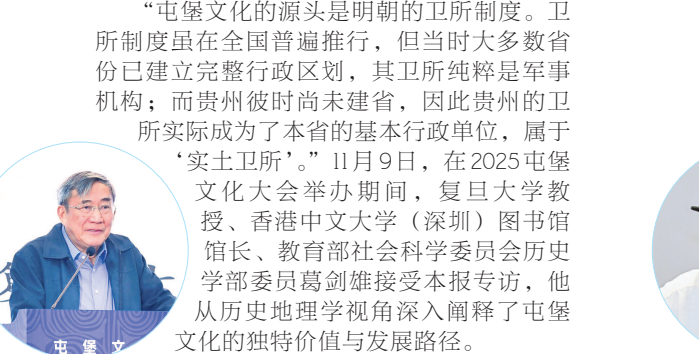 “屯堡文化的源头是明朝的卫所制度。卫
所制度虽在全国普遍推行，但当时大多数省
份已建立完整行政区划，其卫所纯粹是军事
机构；而贵州彼时尚未建省，因此贵州的卫
所实际成为了本省的基本行政单位，属于
‘实土卫所’。”11月9日，在2025屯堡
文化大会举办期间，复旦大学教
授、香港中文大学（深圳）图书馆
馆长、教育部社会科学委员会历史
学部委员葛剑雄接受本报专访，他
从历史地理学视角深入阐释了屯堡
文化的独特价值与发展路径。
屯堡文